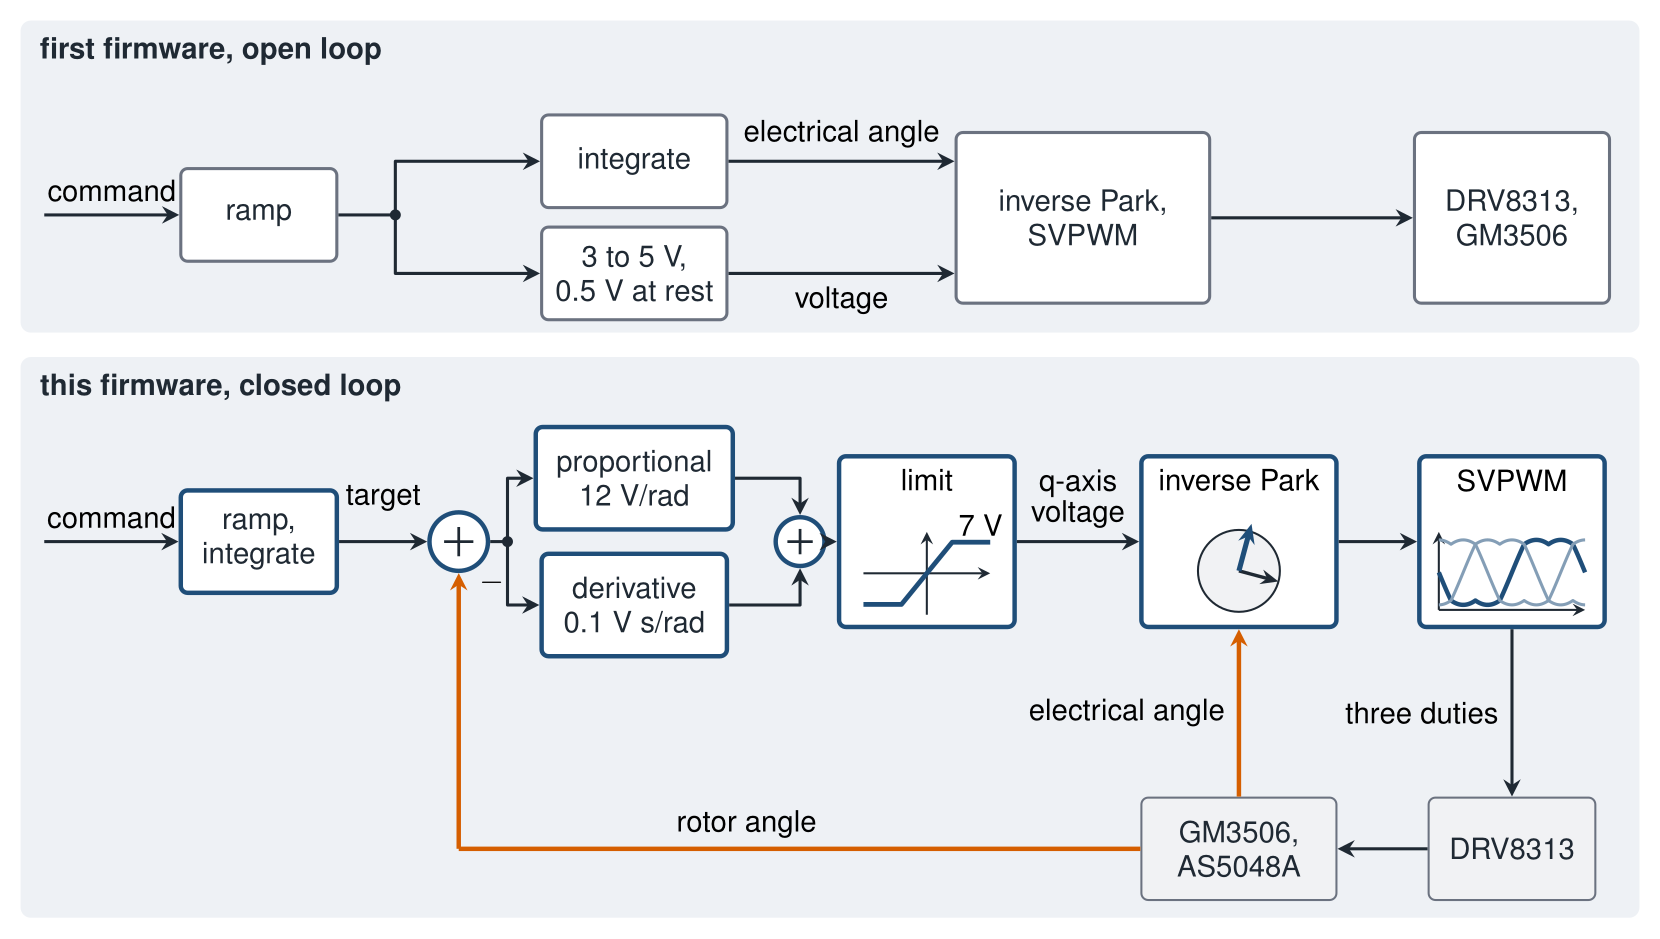 first firmware, open loop
command
ramp
integrate
3 to 5 V,
0.5 V at rest
electrical angle
voltage
inverse Park,
SVPWM
DRV8313,
GM3506
this firmware, closed loop
command
ramp,
integrate
target
+
−
proportional
12 V/rad
derivative
0.1 V s/rad
+
limit
7 V
q-axis
voltage
inverse Park
SVPWM
electrical angle
three duties
rotor angle
GM3506,
AS5048A
DRV8313